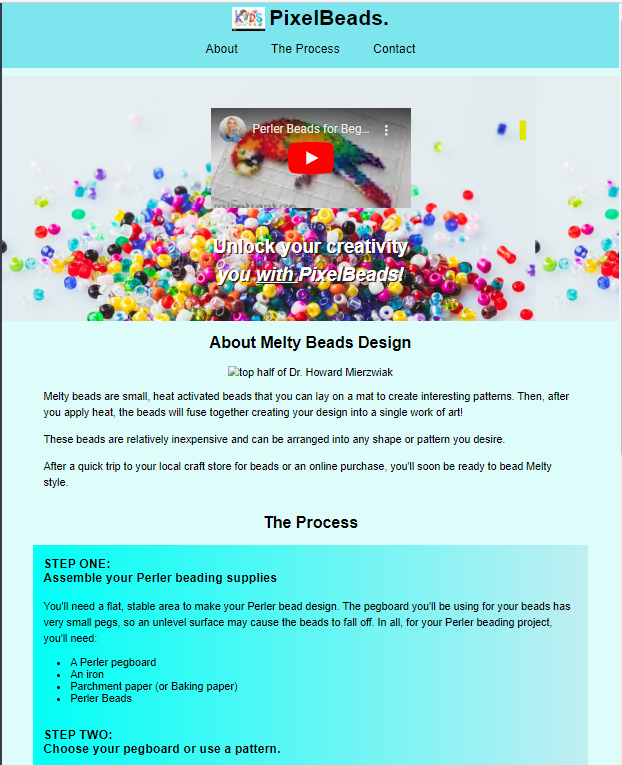 KIDS PixelBeads.
About The Process Contact
Perler Beads for Beg...
Unlock your creativity
you with PixelBeads!
About Melty Beads Design
top half of Dr. Howard Mierzwiak
Melty beads are small, heat activated beads that you can lay on a mat to create interesting patterns. Then, after
you apply heat, the beads will fuse together creating your design into a single work of art!
These beads are relatively inexpensive and can be arranged into any shape or pattern you desire.
After a quick trip to your local craft store for beads or an online purchase, you'll soon be ready to bead Melty
style.
The Process
STEP ONE:
Assemble your Perler beading supplies
You'll need a flat, stable area to make your Perler bead design. The pegboard you'll be using for your beads has
very small pegs, so an unlevel surface may cause the beads to fall off. In all, for your Perler beading project,
you'll need:
• A Perler pegboard
• An iron
• Parchment paper (or Baking paper)
• Perler Beads
STEP TWO:
Choose your pegboard or use a pattern.